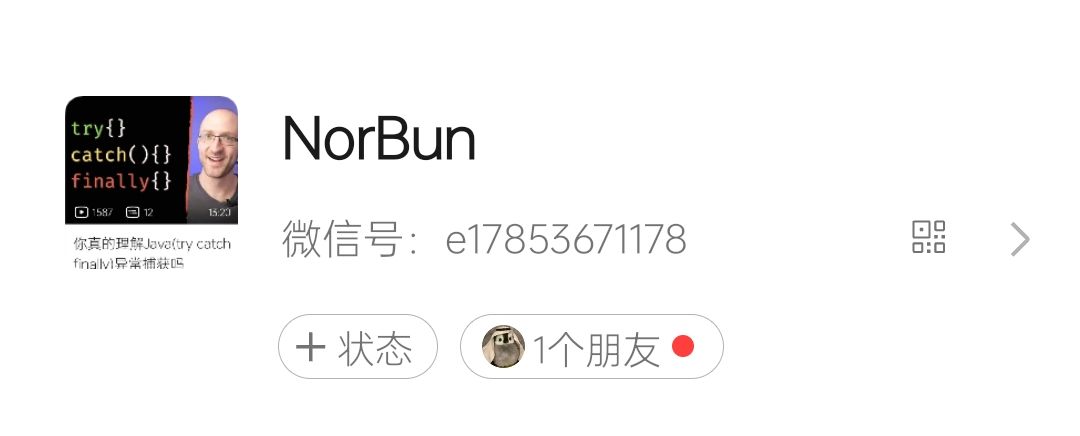 try{}
catch(){}
finally{}
1587 12 13:20
你真的理解Java(try catch
finally)异常捕获吗
NorBun
微信号：e17853671178
+ 状态
1个朋友